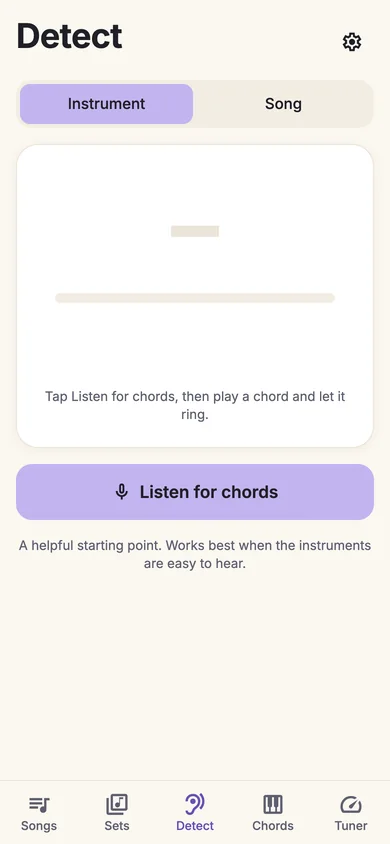 Detect
Instrument
Song
Tap Listen for chords, then play a chord and let it
ring.
Listen for chords
A helpful starting point. Works best when the instruments
are easy to hear.
Songs
Sets
Detect
Chords
Tuner